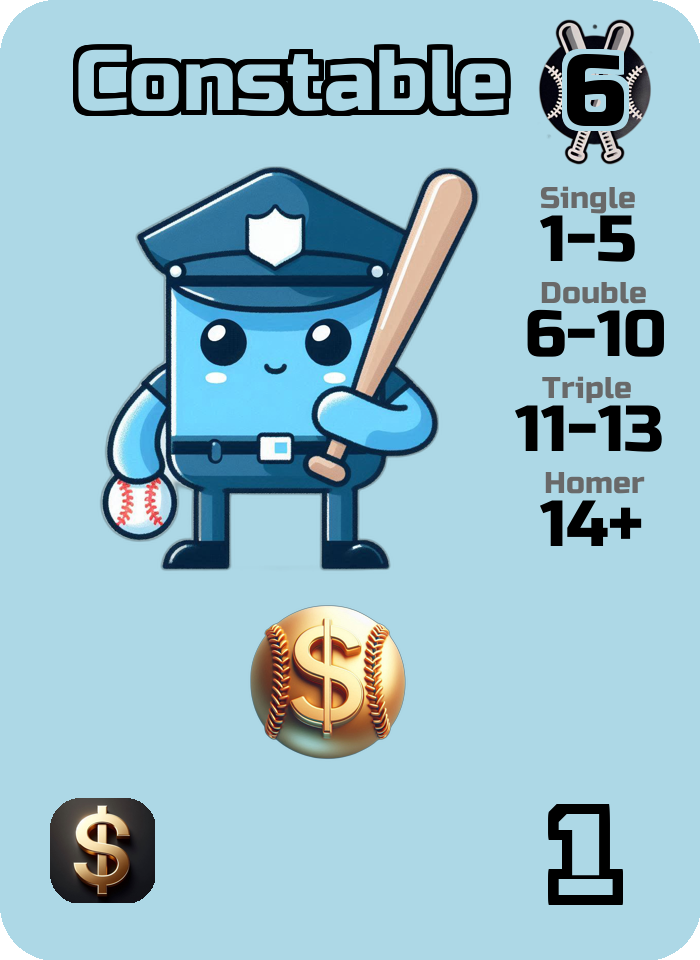 Constable
6
Single
1-5
Double
6-10
Triple
11-13
Homer
14+
$
$
1